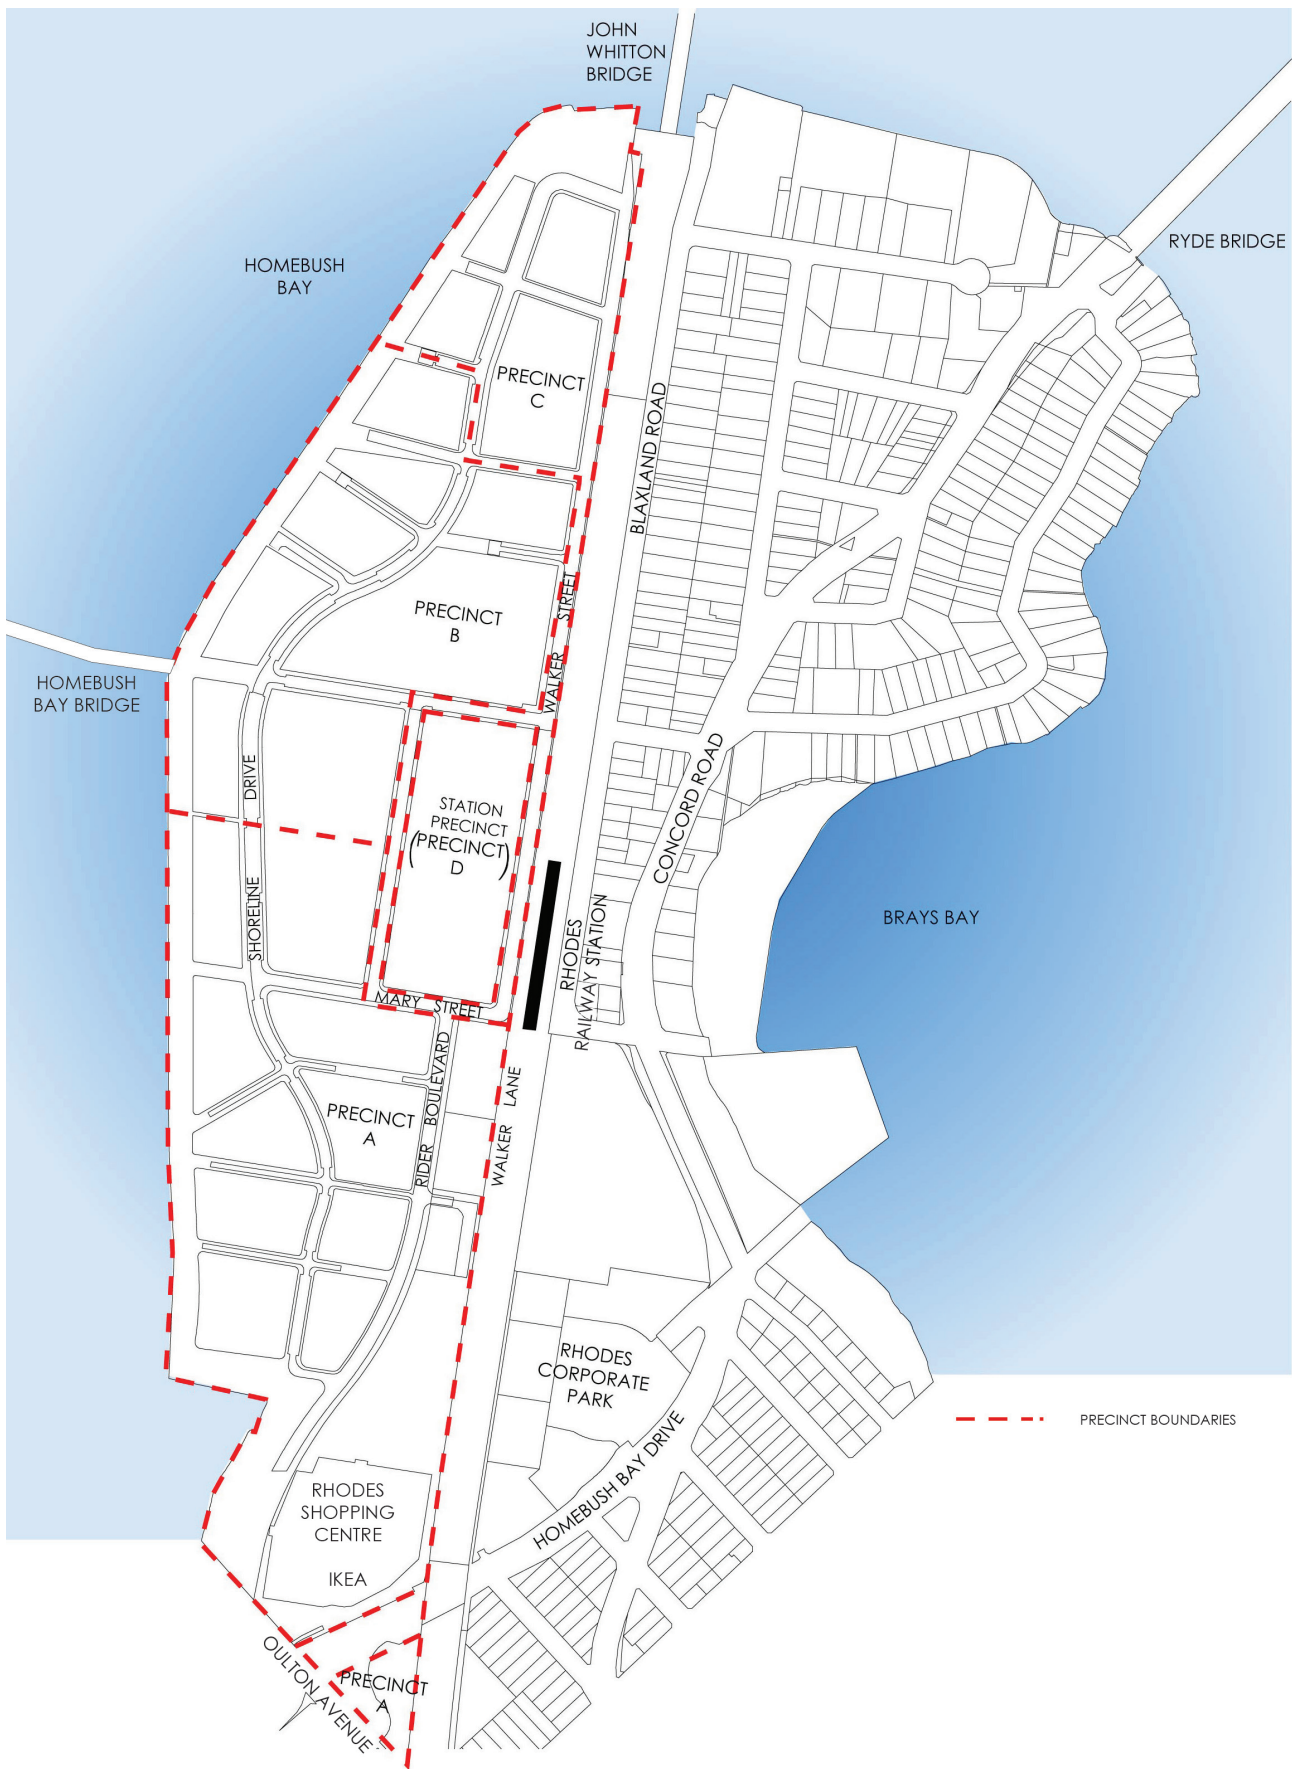 JOHN
WHITTON
BRIDGE
RYDE BRIDGE
HOMEBUSH
BAY
PRECINCT
C
BLAXLAND ROAD
PRECINCT
B
WALKER STREET
HOMEBUSH
BAY BRIDGE
SHORELINE DRIVE
STATION
PRECINCT
(PRECINCT)
D
CONCORD ROAD
BRAYS BAY
RHODES
RAILWAY STATION
MARY STREET
RIDER BOULEVARD
WALKER LANE
PRECINCT
A
RHODES
CORPORATE
PARK
HOMEBUSH BAY DRIVE
PRECINCT BOUNDARIES
RHODES
SHOPPING
CENTRE
IKEA
OULTON AVENUE
PRECINCT
A